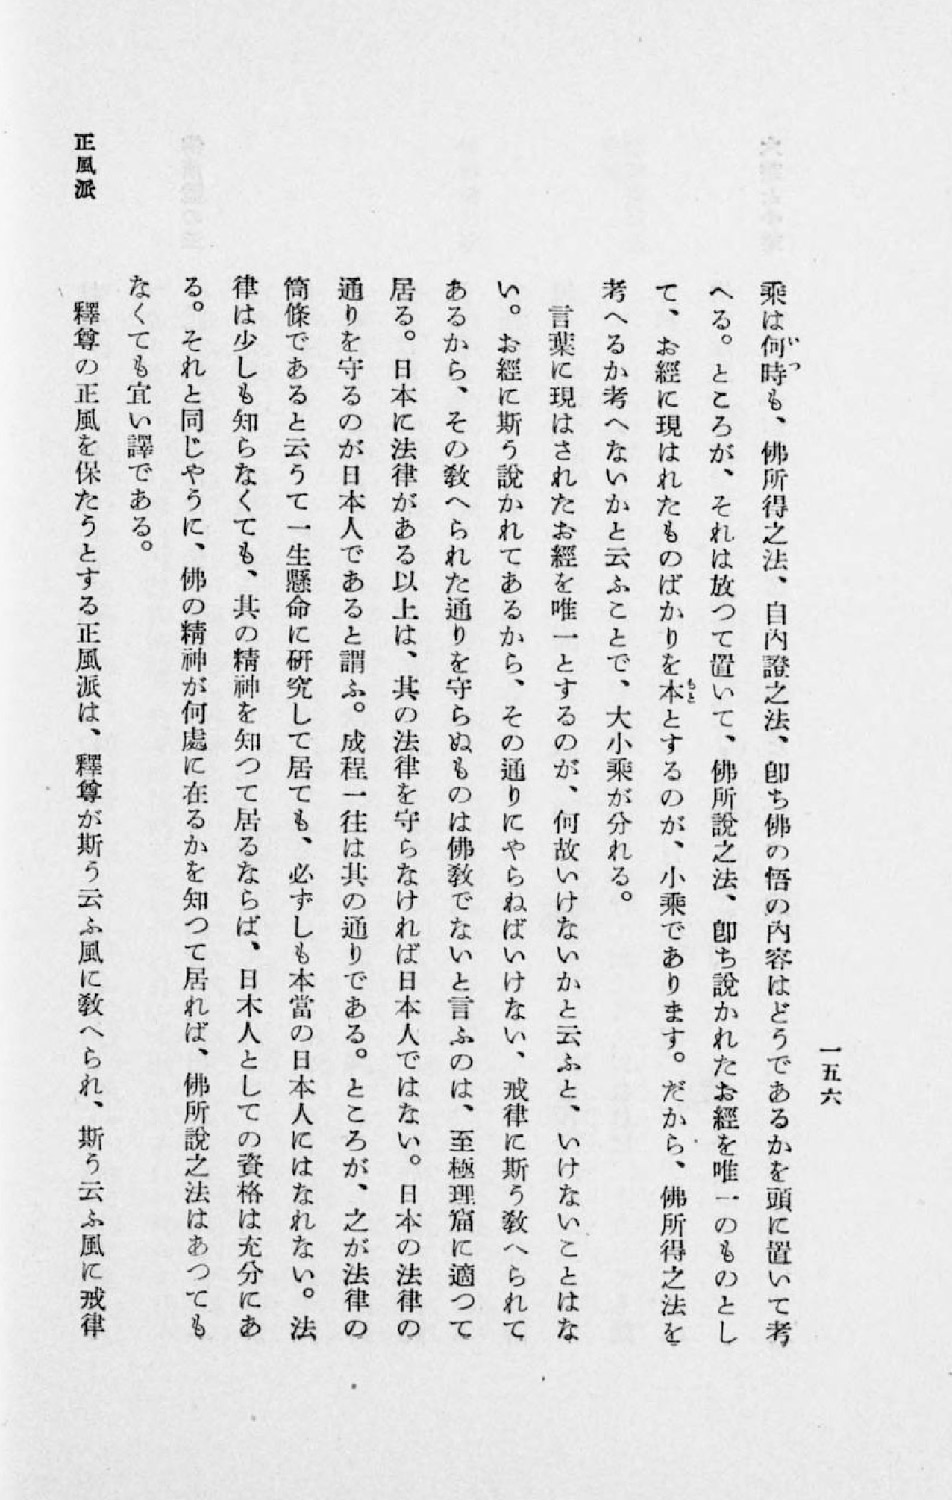 一五六
乘は何時も、佛所得之法、自內證之法、卽ち佛の悟の內容はどうであるかを頭に置いて考
へる。ところが、それは放つて置いて、佛所說之法、卽ち說かれたお經を唯一のものとし
て、お經に現はれたものばかりを本とするのが、小乘であります。だから、佛所得之法を
考へるか考へないかと云ふことで、大小乘が分れる。
言葉に現はされたお經を唯一とするのが、何故いけないかと云ふと、いけないことはな
い。お經に斯う說かれてあるから、その通りにやらねばいけない、戒律に斯う敎へられて
あるから、その敎へられた通りを守らぬものは佛敎でないと言ふのは、至極理窟に適つて
居る。日本に法律がある以上は、其の法律を守らなければ日本人ではない。日本の法律の
通りを守るのが日本人であると謂ふ。成程一往は其の通りである。ところが、之が法律の
箇條であると云うて一生懸命に硏究して居ても、必ずしも本當の日本人にはなれない。法
律は少しも知らなくても、其の精神を知つて居るならば、日木人としての資格は充分にあ
る。それと同じやうに、佛の精神が何處に在るかを知つて居れば、佛所說之法はあつても
なくても宜い譯である。
正風派
釋尊の正風を保たうとする正風派は、釋尊が斯う云ふ風に敎へられ、斯う云ふ風に戒律